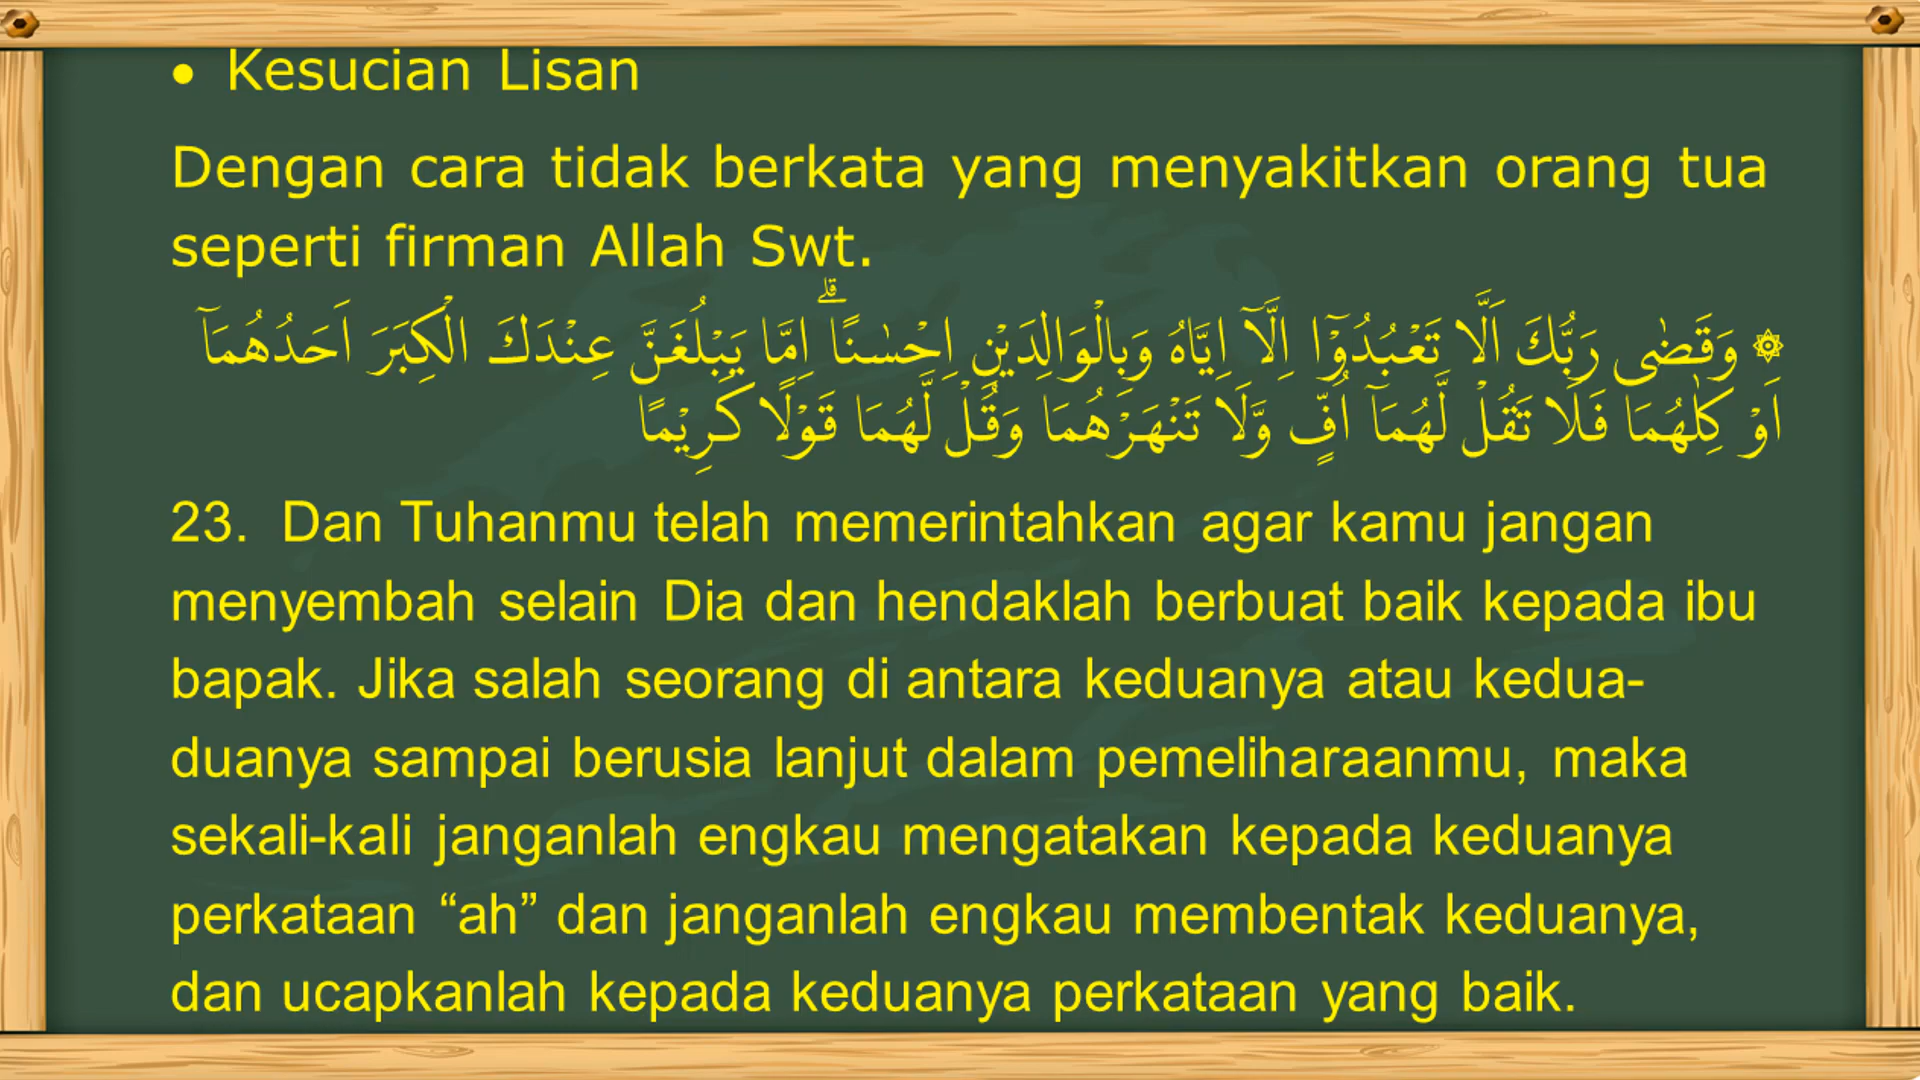 • Kesucian Lisan
Dengan cara tidak berkata yang menyakitkan orang tua
seperti firman Allah Swt.
۞ وَقَضٰى رَبُّكَ اَلَّا تَعْبُدُوْٓا اِلَّآ اِيَّاهُ وَبِالْوَالِدَيْنِ اِحْسٰنًاۗ اِمَّا يَبْلُغَنَّ عِنْدَكَ الْكِبَرَ اَحَدُهُمَآ
اَوْ كِلٰهُمَا فَلَا تَقُلْ لَّهُمَآ اُفٍّ وَّلَا تَنْهَرْهُمَا وَقُلْ لَّهُمَا قَوْلًا كَرِيْمًا
23. Dan Tuhanmu telah memerintahkan agar kamu jangan
menyembah selain Dia dan hendaklah berbuat baik kepada ibu
bapak. Jika salah seorang di antara keduanya atau kedua-
duanya sampai berusia lanjut dalam pemeliharaanmu, maka
sekali-kali janganlah engkau mengatakan kepada keduanya
perkataan “ah” dan janganlah engkau membentak keduanya,
dan ucapkanlah kepada keduanya perkataan yang baik.